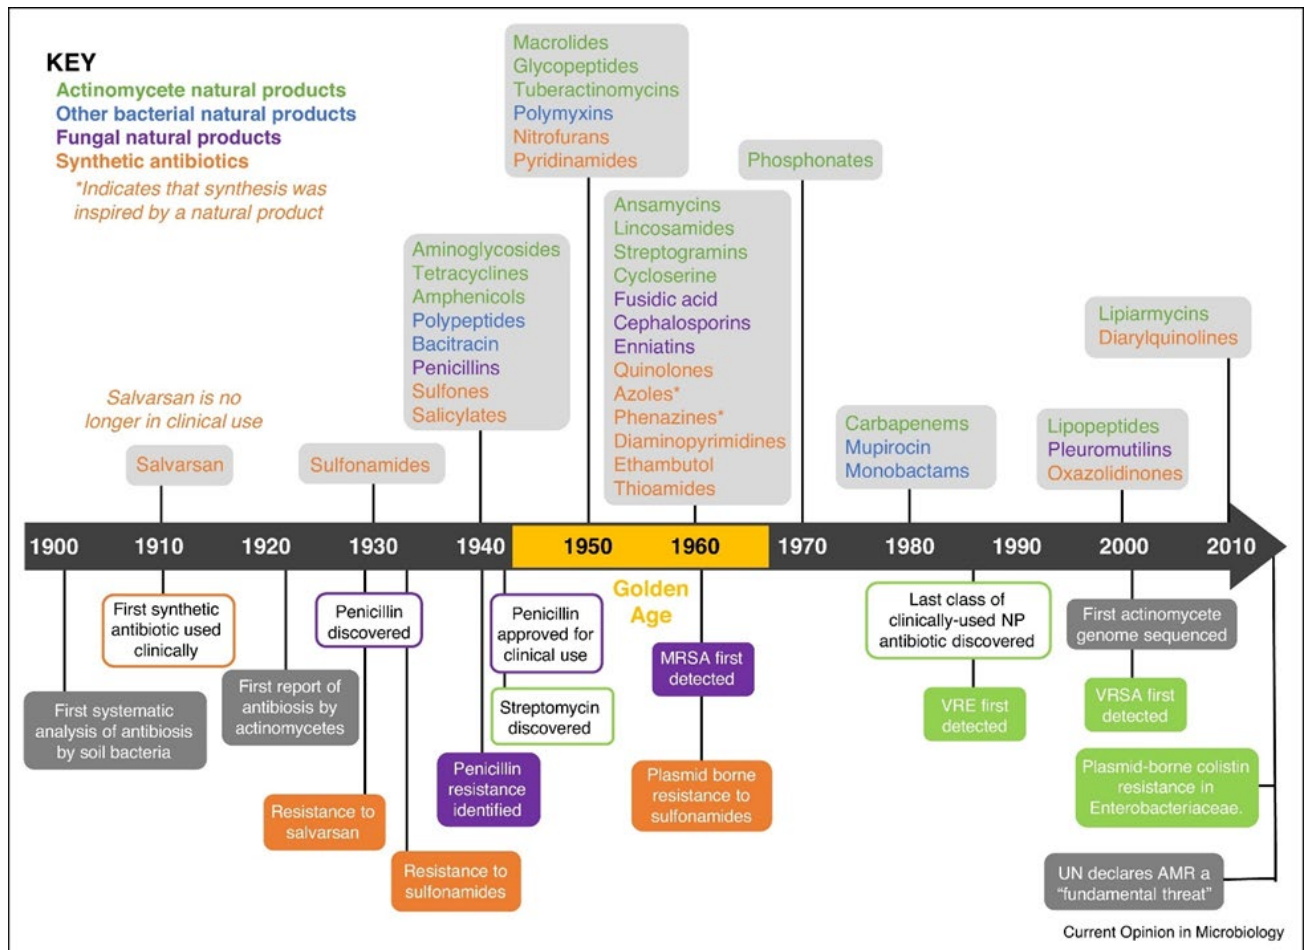 KEY
Actinomycete natural products
Other bacterial natural products
Fungal natural products
Synthetic antibiotics
*Indicates that synthesis was
inspired by a natural product
Salvarsan is no
longer in clinical use
Salvarsan
Sulfonamides
Aminoglycosides
Tetracyclines
Amphenicols
Polypeptides
Bacitracin
Penicillins
Sulfones
Salicylates
Macrolides
Glycopeptides
Tuberactinomycins
Polymyxins
Nitrofurans
Pyridinamides
Ansamycins
Lincosamides
Streptogramins
Cycloserine
Fusidic acid
Cephalosporins
Enniatins
Quinolones
Azoles*
Phenazines*
Diaminopyrimidines
Ethambutol
Thioamides
Phosphonates
Carbapenems
Mupirocin
Monobactams
Lipopeptides
Pleuromutilins
Oxazolidinones
Lipiarmycins
Diarylquinolines
1900 1910 1920 1930 1940 1950 1960 1970 1980 1990 2000 2010
Golden
Age
First systematic
analysis of antibiosis
by soil bacteria
First synthetic
antibiotic used
clinically
First report of
antibiosis by
actinomycetes
Penicillin
discovered
Resistance to
salvarsan
Resistance to
sulfonamides
Penicillin
resistance
identified
Penicillin
approved for
clinical use
Streptomycin
discovered
MRSA first
detected
Plasmid borne
resistance to
sulfonamides
Last class of
clinically-used NP
antibiotic discovered
VRE first
detected
First actinomycete
genome sequenced
VRSA first
detected
Plasmid-borne colistin
resistance in
Enterobacteriaceae.
UN declares AMR a
“fundamental threat”
Current Opinion in Microbiology